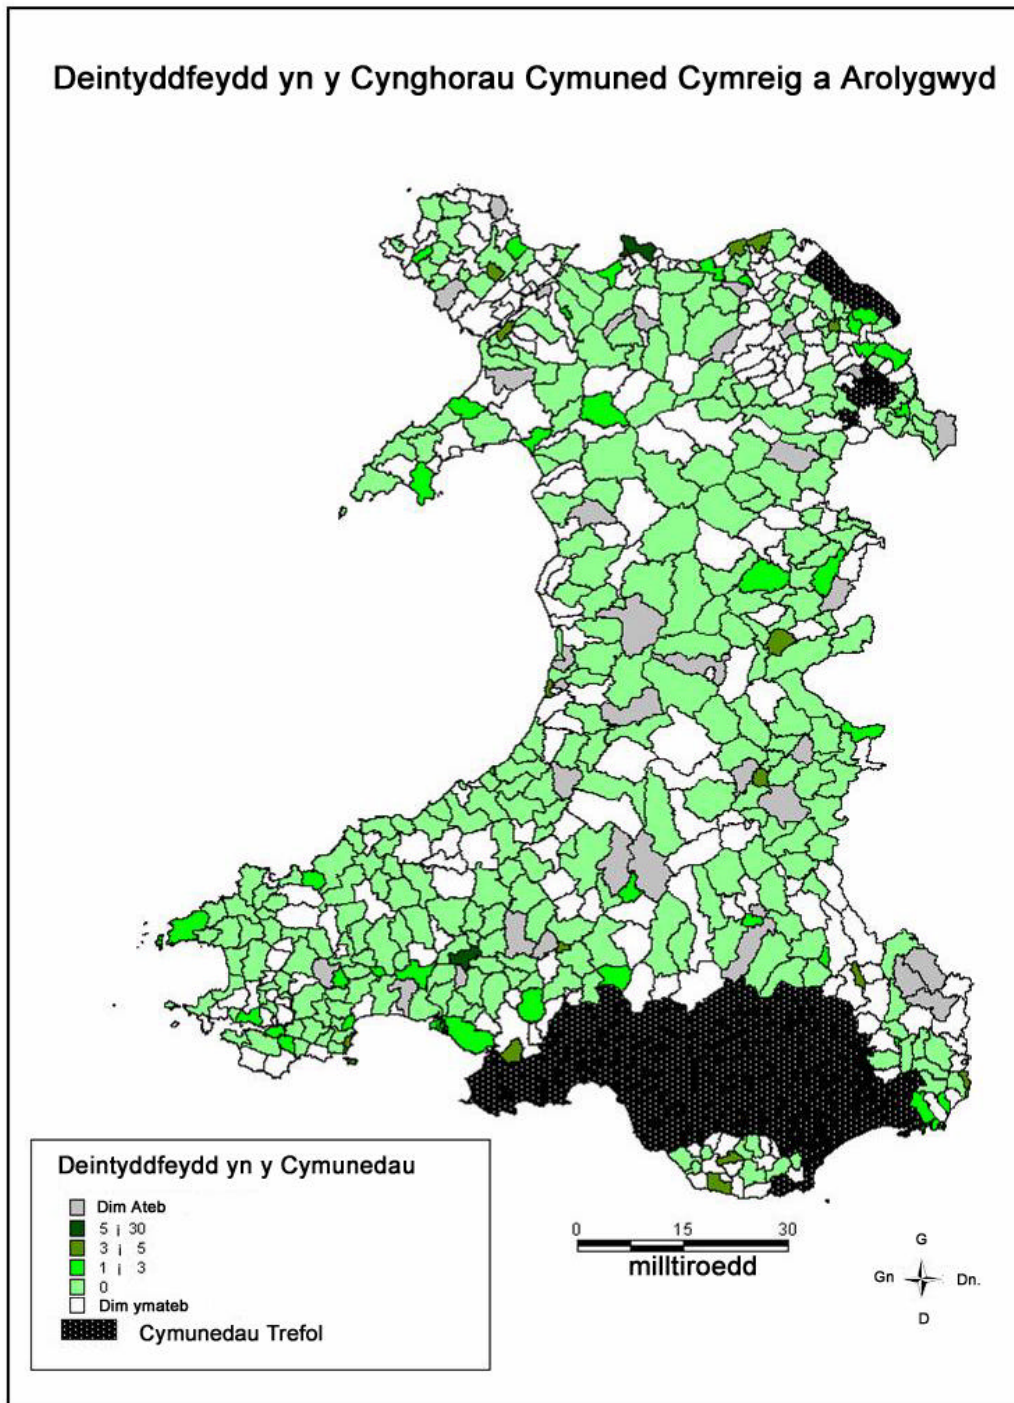 Deintyddfeydd yn y Cynghorau Cymuned Cymreig a Arolygwyd
Deintyddfeydd yn y Cymunedau
Dim Ateb
5 i 30
3 i 5
1 i 3
0
Dim ymateb
Cymunedau Trefol
0 15 30
milltiroedd
G
Gn Dn.
D